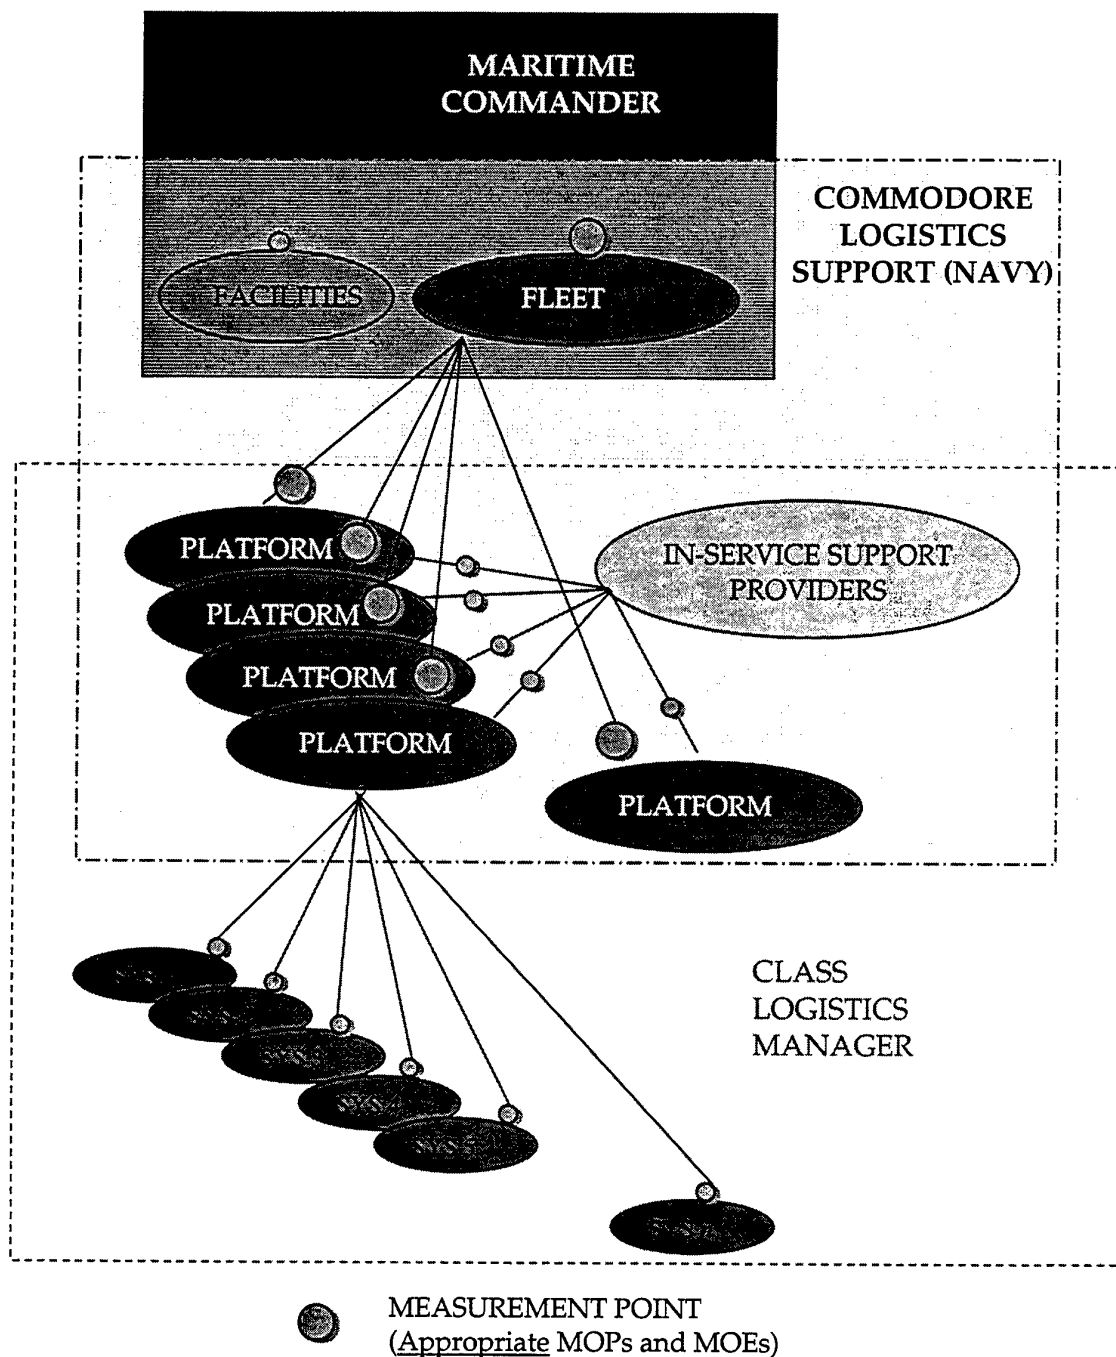 MARITIME
COMMANDER
COMMODORE
LOGISTICS
SUPPORT (NAVY)
FACILITIES
FLEET
PLATFORM
IN-SERVICE SUPPORT
PROVIDERS
PLATFORM
PLATFORM
PLATFORM
PLATFORM
CLASS
LOGISTICS
MANAGER
MEASUREMENT POINT
(Appropriate MOPs and MOEs)